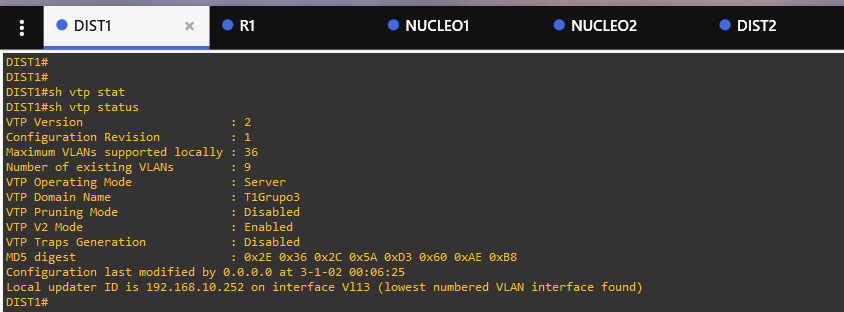 DIST1 × R1 NUCLEO1 NUCLEO2 DIST2
DIST1#
DIST1#
DIST1#sh vtp stat
DIST1#sh vtp status
VTP Version : 2
Configuration Revision : 1
Maximum VLANs supported locally : 36
Number of existing VLANs : 9
VTP Operating Mode : Server
VTP Domain Name : T1Grupo3
VTP Pruning Mode : Disabled
VTP V2 Mode : Enabled
VTP Traps Generation : Disabled
MD5 digest : 0x2E 0x36 0x2C 0x5A 0xD3 0x60 0xAE 0xB8
Configuration last modified by 0.0.0.0 at 3-1-02 00:06:25
Local updater ID is 192.168.10.252 on interface Vl13 (lowest numbered VLAN interface found)
DIST1#